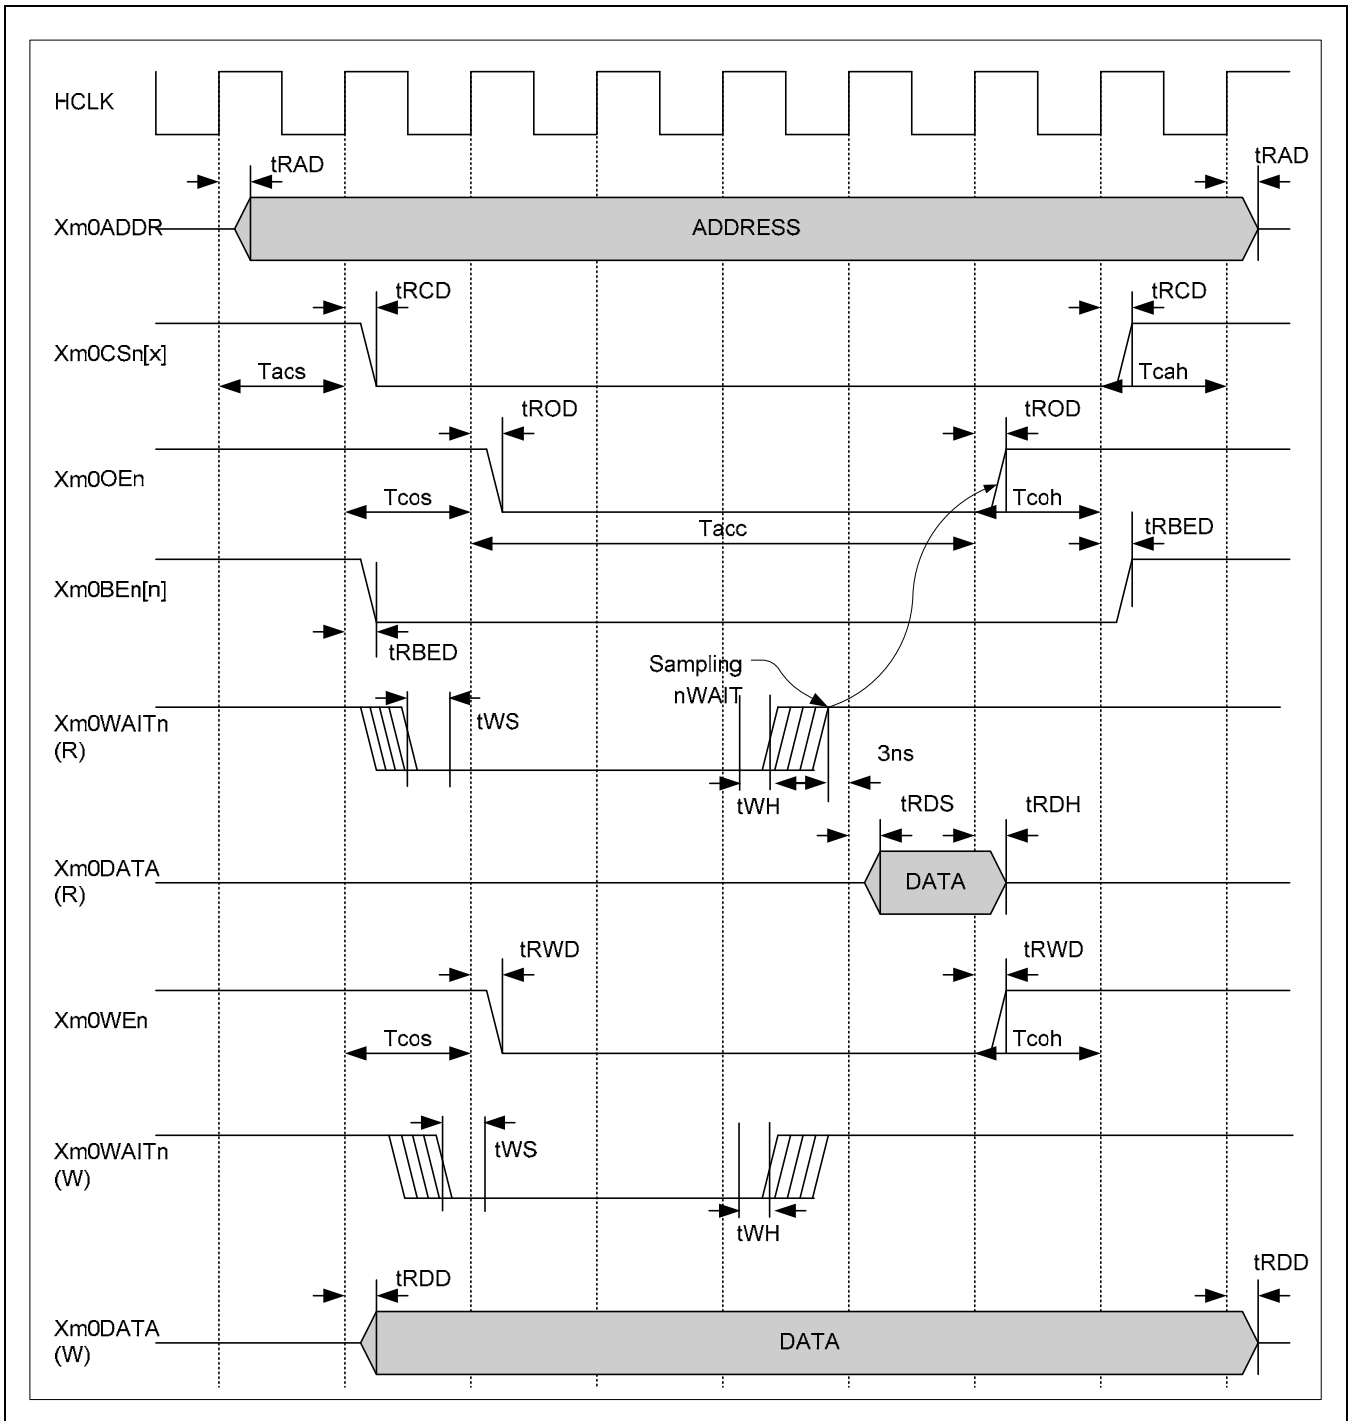 HCLK
tRAD
tRAD
Xm0ADDR
ADDRESS
tRCD
tRCD
Xm0CSn[x]
Tacs
Tcah
tROD
tROD
Xm0OEn
Tcos
Tcoh
Tacc
tRBED
Xm0BEn[n]
tRBED
Sampling
nWAIT
Xm0WAITn
(R)
tWS
3ns
tWH
tRDS
tRDH
Xm0DATA
(R)
DATA
tRWD
tRWD
Xm0WEn
Tcos
Tcoh
Xm0WAITn
(W)
tWS
tWH
tRDD
tRDD
Xm0DATA
(W)
DATA